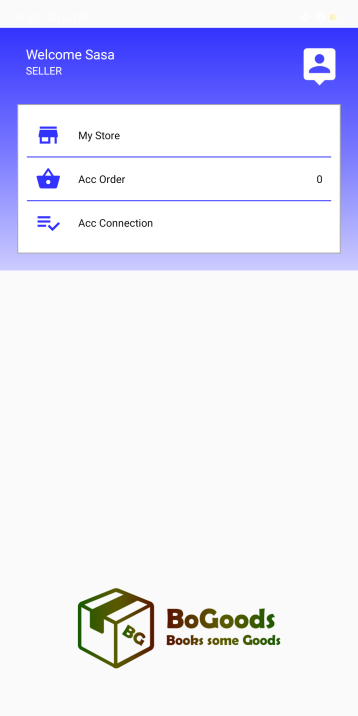 Welcome Sasa
SELLER
My Store
Acc Order 0
Acc Connection
BG
BoGoods
Books some Goods